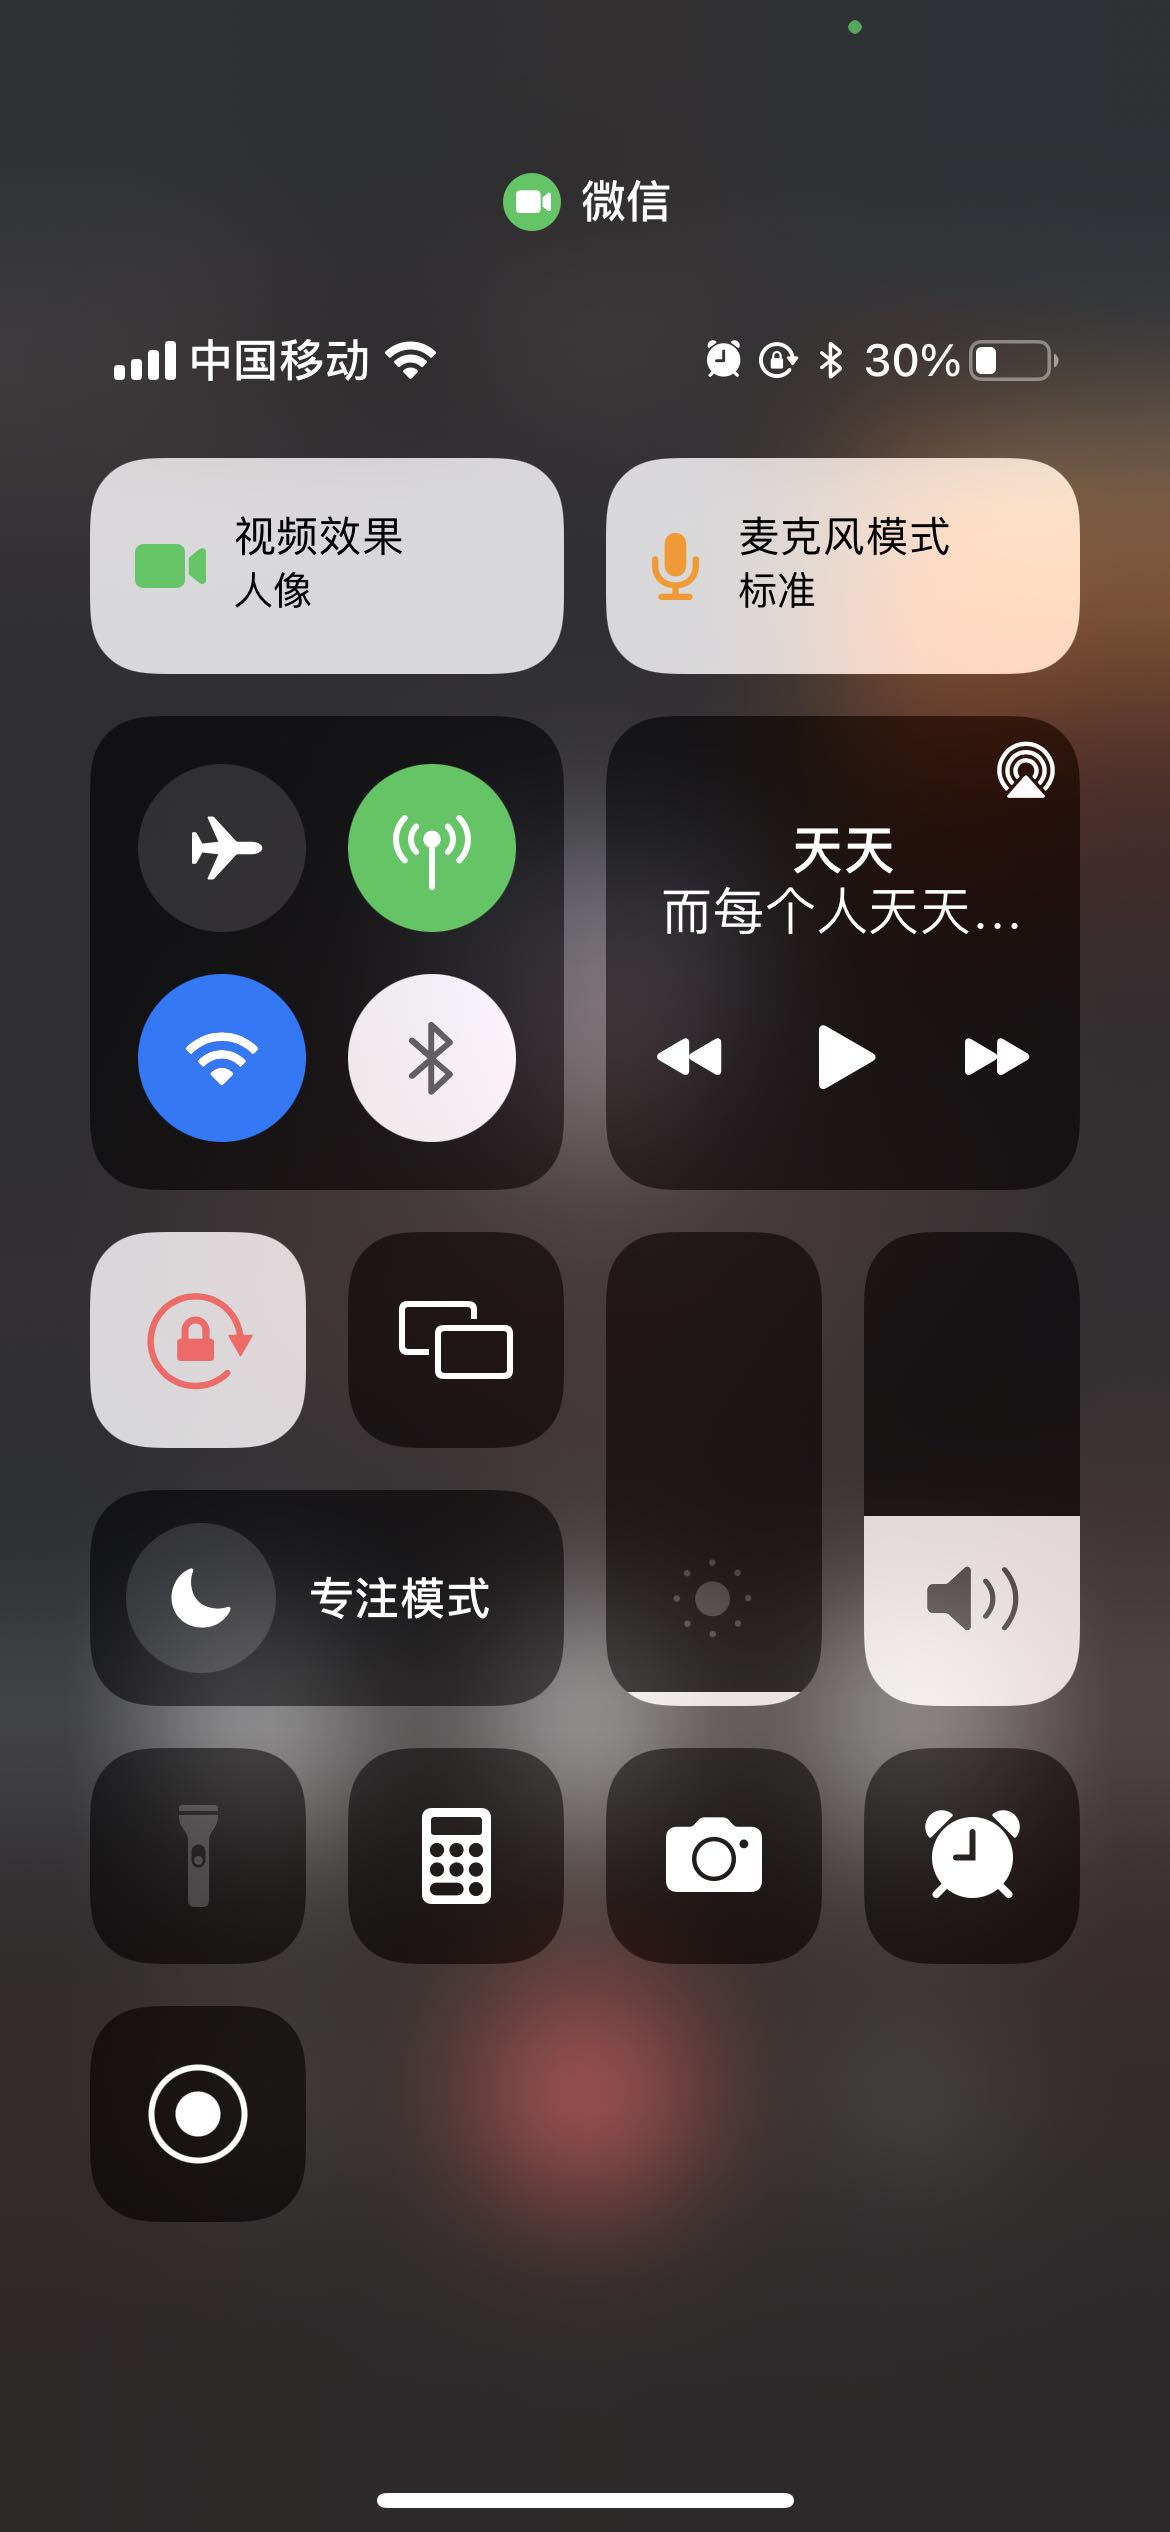 微信
中国移动 30%
视频效果
人像
麦克风模式
标准
天天
而每个人天天…
专注模式